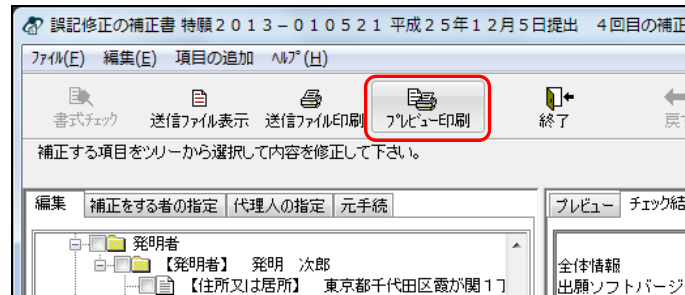 誤記修正の補正書 特願２０１３－０１０５２１ 平成２５年１２月５日提出　４回目の補正
ﾌｧｲﾙ(F)　編集(E)　項目の追加　ﾍﾙﾌﾟ(H)
書式ﾁｪｯｸ　送信ﾌｧｲﾙ表示　送信ﾌｧｲﾙ印刷　ﾌﾟﾚﾋﾞｭｰ印刷　終了　戻
補正する項目をツリーから選択して内容を修正して下さい。
編集　補正をする者の指定　代理人の指定　元手続　プレビュー　チェック結
発明者
【発明者】　発明　次郎
全体情報
【住所又は居所】　東京都千代田区霞が関１丁
出願ソフトバージ